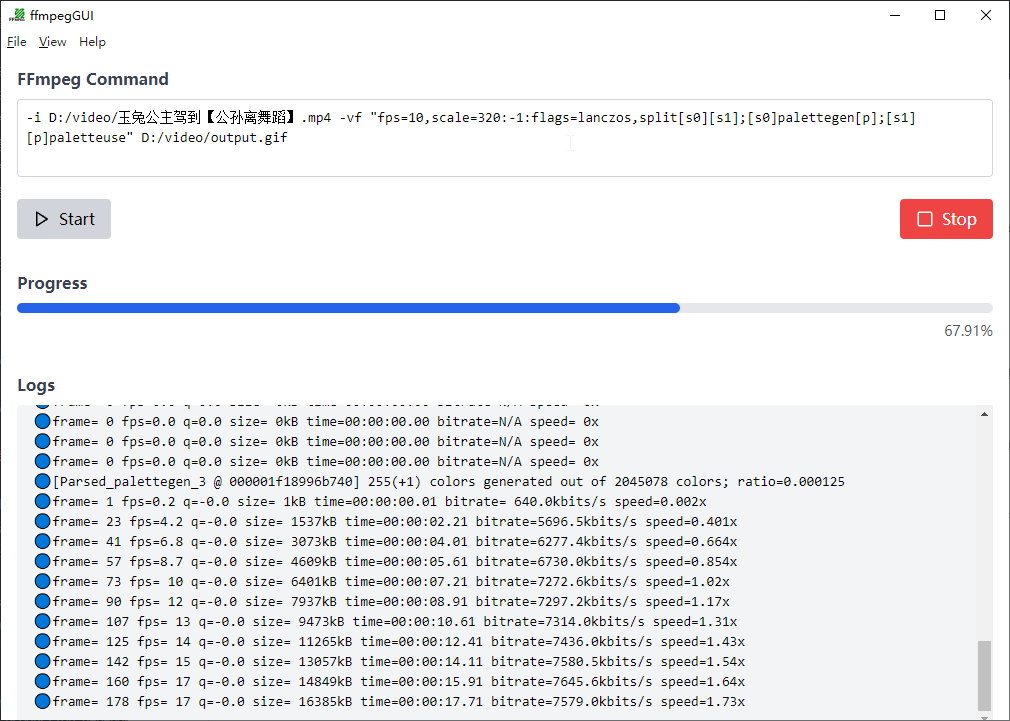 ffmpegGUI
File View Help
FFmpeg Command
-i D:/video/玉兔公主驾到【公孙离舞蹈】.mp4 -vf "fps=10,scale=320:-1:flags=lanczos,split[s0][s1];[s0]palettegen[p];[s1]
[p]paletteuse" D:/video/output.gif
Start Stop
Progress
67.91%
Logs
frame= 0 fps=0.0 q=0.0 size= 0kB time=00:00:00.00 bitrate=N/A speed= 0x
frame= 0 fps=0.0 q=0.0 size= 0kB time=00:00:00.00 bitrate=N/A speed= 0x
frame= 0 fps=0.0 q=0.0 size= 0kB time=00:00:00.00 bitrate=N/A speed= 0x
[Parsed_palettegen_3 @ 000001f18996b740] 255(+1) colors generated out of 2045078 colors; ratio=0.000125
frame= 1 fps=0.2 q=-0.0 size= 1kB time=00:00:00.01 bitrate= 640.0kbits/s speed=0.002x
frame= 23 fps=4.2 q=-0.0 size= 1537kB time=00:00:02.21 bitrate=5696.5kbits/s speed=0.401x
frame= 41 fps=6.8 q=-0.0 size= 3073kB time=00:00:04.01 bitrate=6277.4kbits/s speed=0.664x
frame= 57 fps=8.7 q=-0.0 size= 4609kB time=00:00:05.61 bitrate=6730.0kbits/s speed=0.854x
frame= 73 fps= 10 q=-0.0 size= 6401kB time=00:00:07.21 bitrate=7272.6kbits/s speed=1.02x
frame= 90 fps= 12 q=-0.0 size= 7937kB time=00:00:08.91 bitrate=7297.2kbits/s speed=1.17x
frame= 107 fps= 13 q=-0.0 size= 9473kB time=00:00:10.61 bitrate=7314.0kbits/s speed=1.31x
frame= 125 fps= 14 q=-0.0 size= 11265kB time=00:00:12.41 bitrate=7436.0kbits/s speed=1.43x
frame= 142 fps= 15 q=-0.0 size= 13057kB time=00:00:14.11 bitrate=7580.5kbits/s speed=1.54x
frame= 160 fps= 17 q=-0.0 size= 14849kB time=00:00:15.91 bitrate=7645.6kbits/s speed=1.64x
frame= 178 fps= 17 q=-0.0 size= 16385kB time=00:00:17.71 bitrate=7579.0kbits/s speed=1.73x